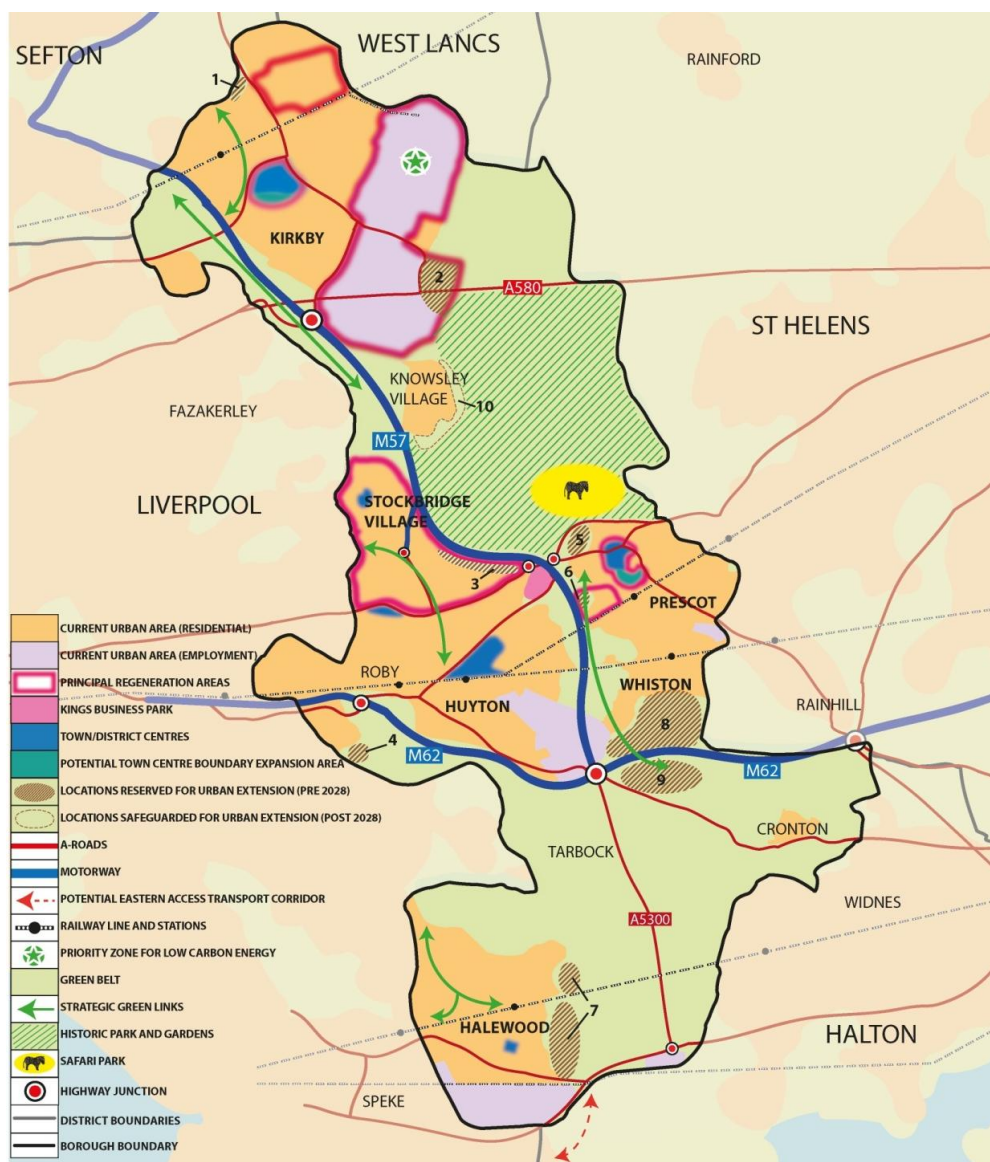 SEFTON
WEST LANCS
RAINFORD
1
KIRKBY
2
A580
ST HELENS
KNOWSLEY
VILLAGE
10
FAZAKERLEY
M57
LIVERPOOL
STOCKBRIDGE
VILLAGE
5
3
6
PRESCOT
ROBY
WHISTON
HUYTON
RAINHILL
8
4
M62
9
M62
CRONTON
TARBOCK
WIDNES
A5300
7
HALEWOOD
HALTON
SPEKE
CURRENT URBAN AREA (RESIDENTIAL)
CURRENT URBAN AREA (EMPLOYMENT)
PRINCIPAL REGENERATION AREAS
KINGS BUSINESS PARK
TOWN/DISTRICT CENTRES
POTENTIAL TOWN CENTRE BOUNDARY EXPANSION AREA
LOCATIONS RESERVED FOR URBAN EXTENSION (PRE 2028)
LOCATIONS SAFEGUARDED FOR URBAN EXTENSION (POST 2028)
A-ROADS
MOTORWAY
POTENTIAL EASTERN ACCESS TRANSPORT CORRIDOR
RAILWAY LINE AND STATIONS
PRIORITY ZONE FOR LOW CARBON ENERGY
GREEN BELT
STRATEGIC GREEN LINKS
HISTORIC PARK AND GARDENS
SAFARI PARK
HIGHWAY JUNCTION
DISTRICT BOUNDARIES
BOROUGH BOUNDARY